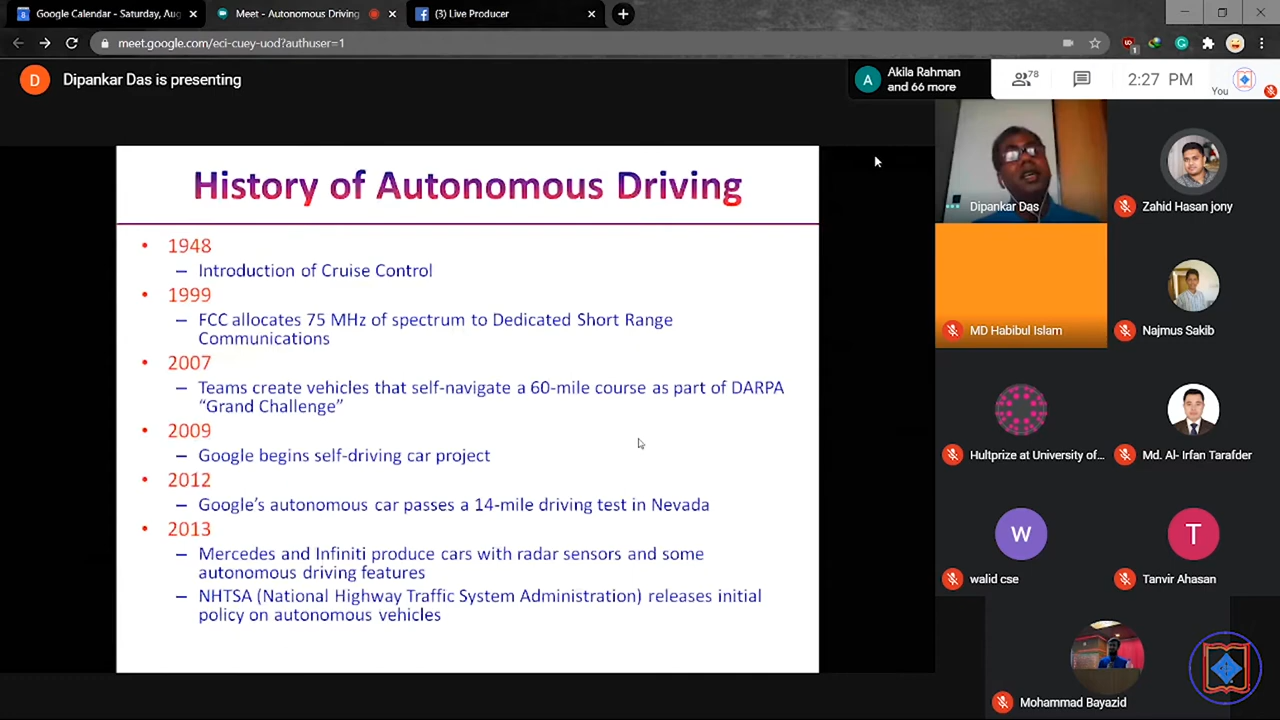 Google Calendar - Saturday, Aug
Meet - Autonomous Driving
(3) Live Producer
meet.google.com/eci-cuey-uod?authuser=1
D
Dipankar Das is presenting
A
Akila Rahman
and 66 more
78
2:27 PM
You
History of Autonomous Driving
• 1948
– Introduction of Cruise Control
• 1999
– FCC allocates 75 MHz of spectrum to Dedicated Short Range
Communications
• 2007
– Teams create vehicles that self-navigate a 60-mile course as part of DARPA
“Grand Challenge”
• 2009
– Google begins self-driving car project
• 2012
– Google’s autonomous car passes a 14-mile driving test in Nevada
• 2013
– Mercedes and Infiniti produce cars with radar sensors and some
autonomous driving features
– NHTSA (National Highway Traffic System Administration) releases initial
policy on autonomous vehicles
Dipankar Das
Zahid Hasan jony
MD Habibul Islam
Najmus Sakib
Hultprize at University of...
Md. Al- Irfan Tarafder
W
walid cse
T
Tanvir Ahasan
Mohammad Bayazid